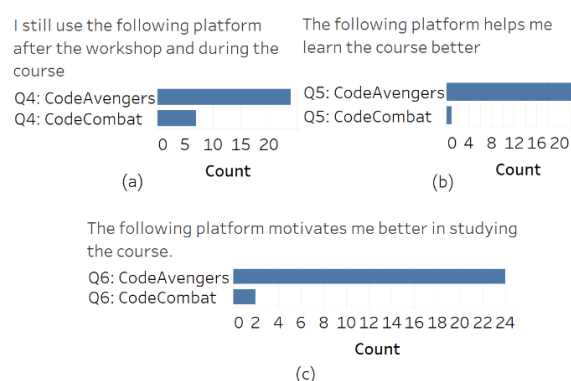 I still use the following platform
after the workshop and during the
course
Q4: CodeAvengers
Q4: CodeCombat
0 5 10 15 20
Count
(a)
The following platform helps me
learn the course better
Q5: CodeAvengers
Q5: CodeCombat
0 4 8 12 16 20
Count
(b)
The following platform motivates me better in studying
the course.
Q6: CodeAvengers
Q6: CodeCombat
0 2 4 6 8 10 12 14 16 18 20 22 24
Count
(c)